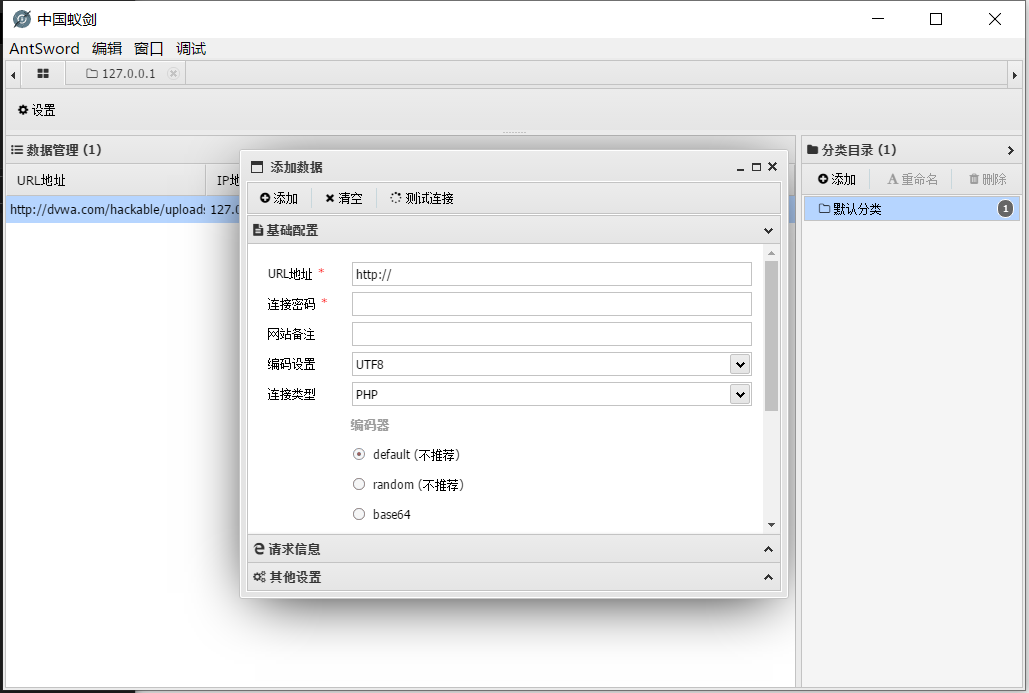 中国蚁剑
AntSword 编辑 窗口 调试
127.0.0.1
设置
数据管理 (1)
URL地址 IP地
http://dvwa.com/hackable/uploads 127.0
添加数据
添加 清空 测试连接
基础配置
URL地址 * http://
连接密码 *
网站备注
编码设置 UTF8
连接类型 PHP
编码器
default (不推荐)
random (不推荐)
base64
请求信息
其他设置
分类目录 (1)
添加 A 重命名 删除
默认分类 1